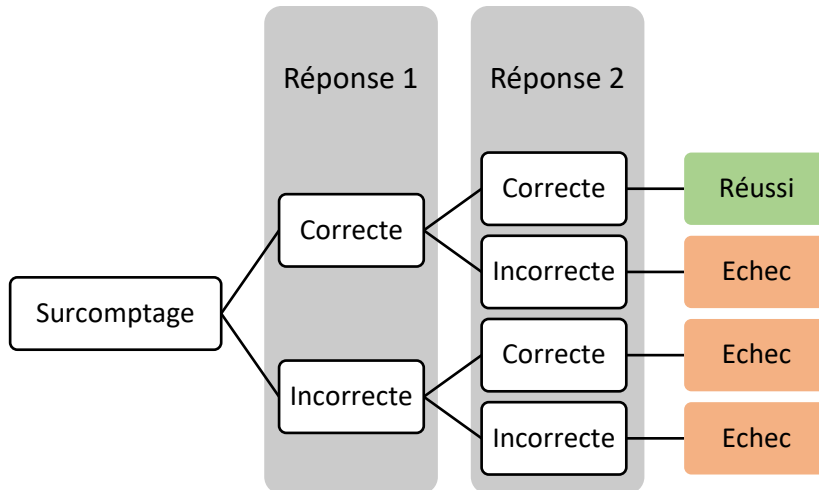 Réponse 1
Réponse 2
Correcte
Réussi
Correcte
Incorrecte
Echec
Surcomptage
Correcte
Echec
Incorrecte
Incorrecte
Echec